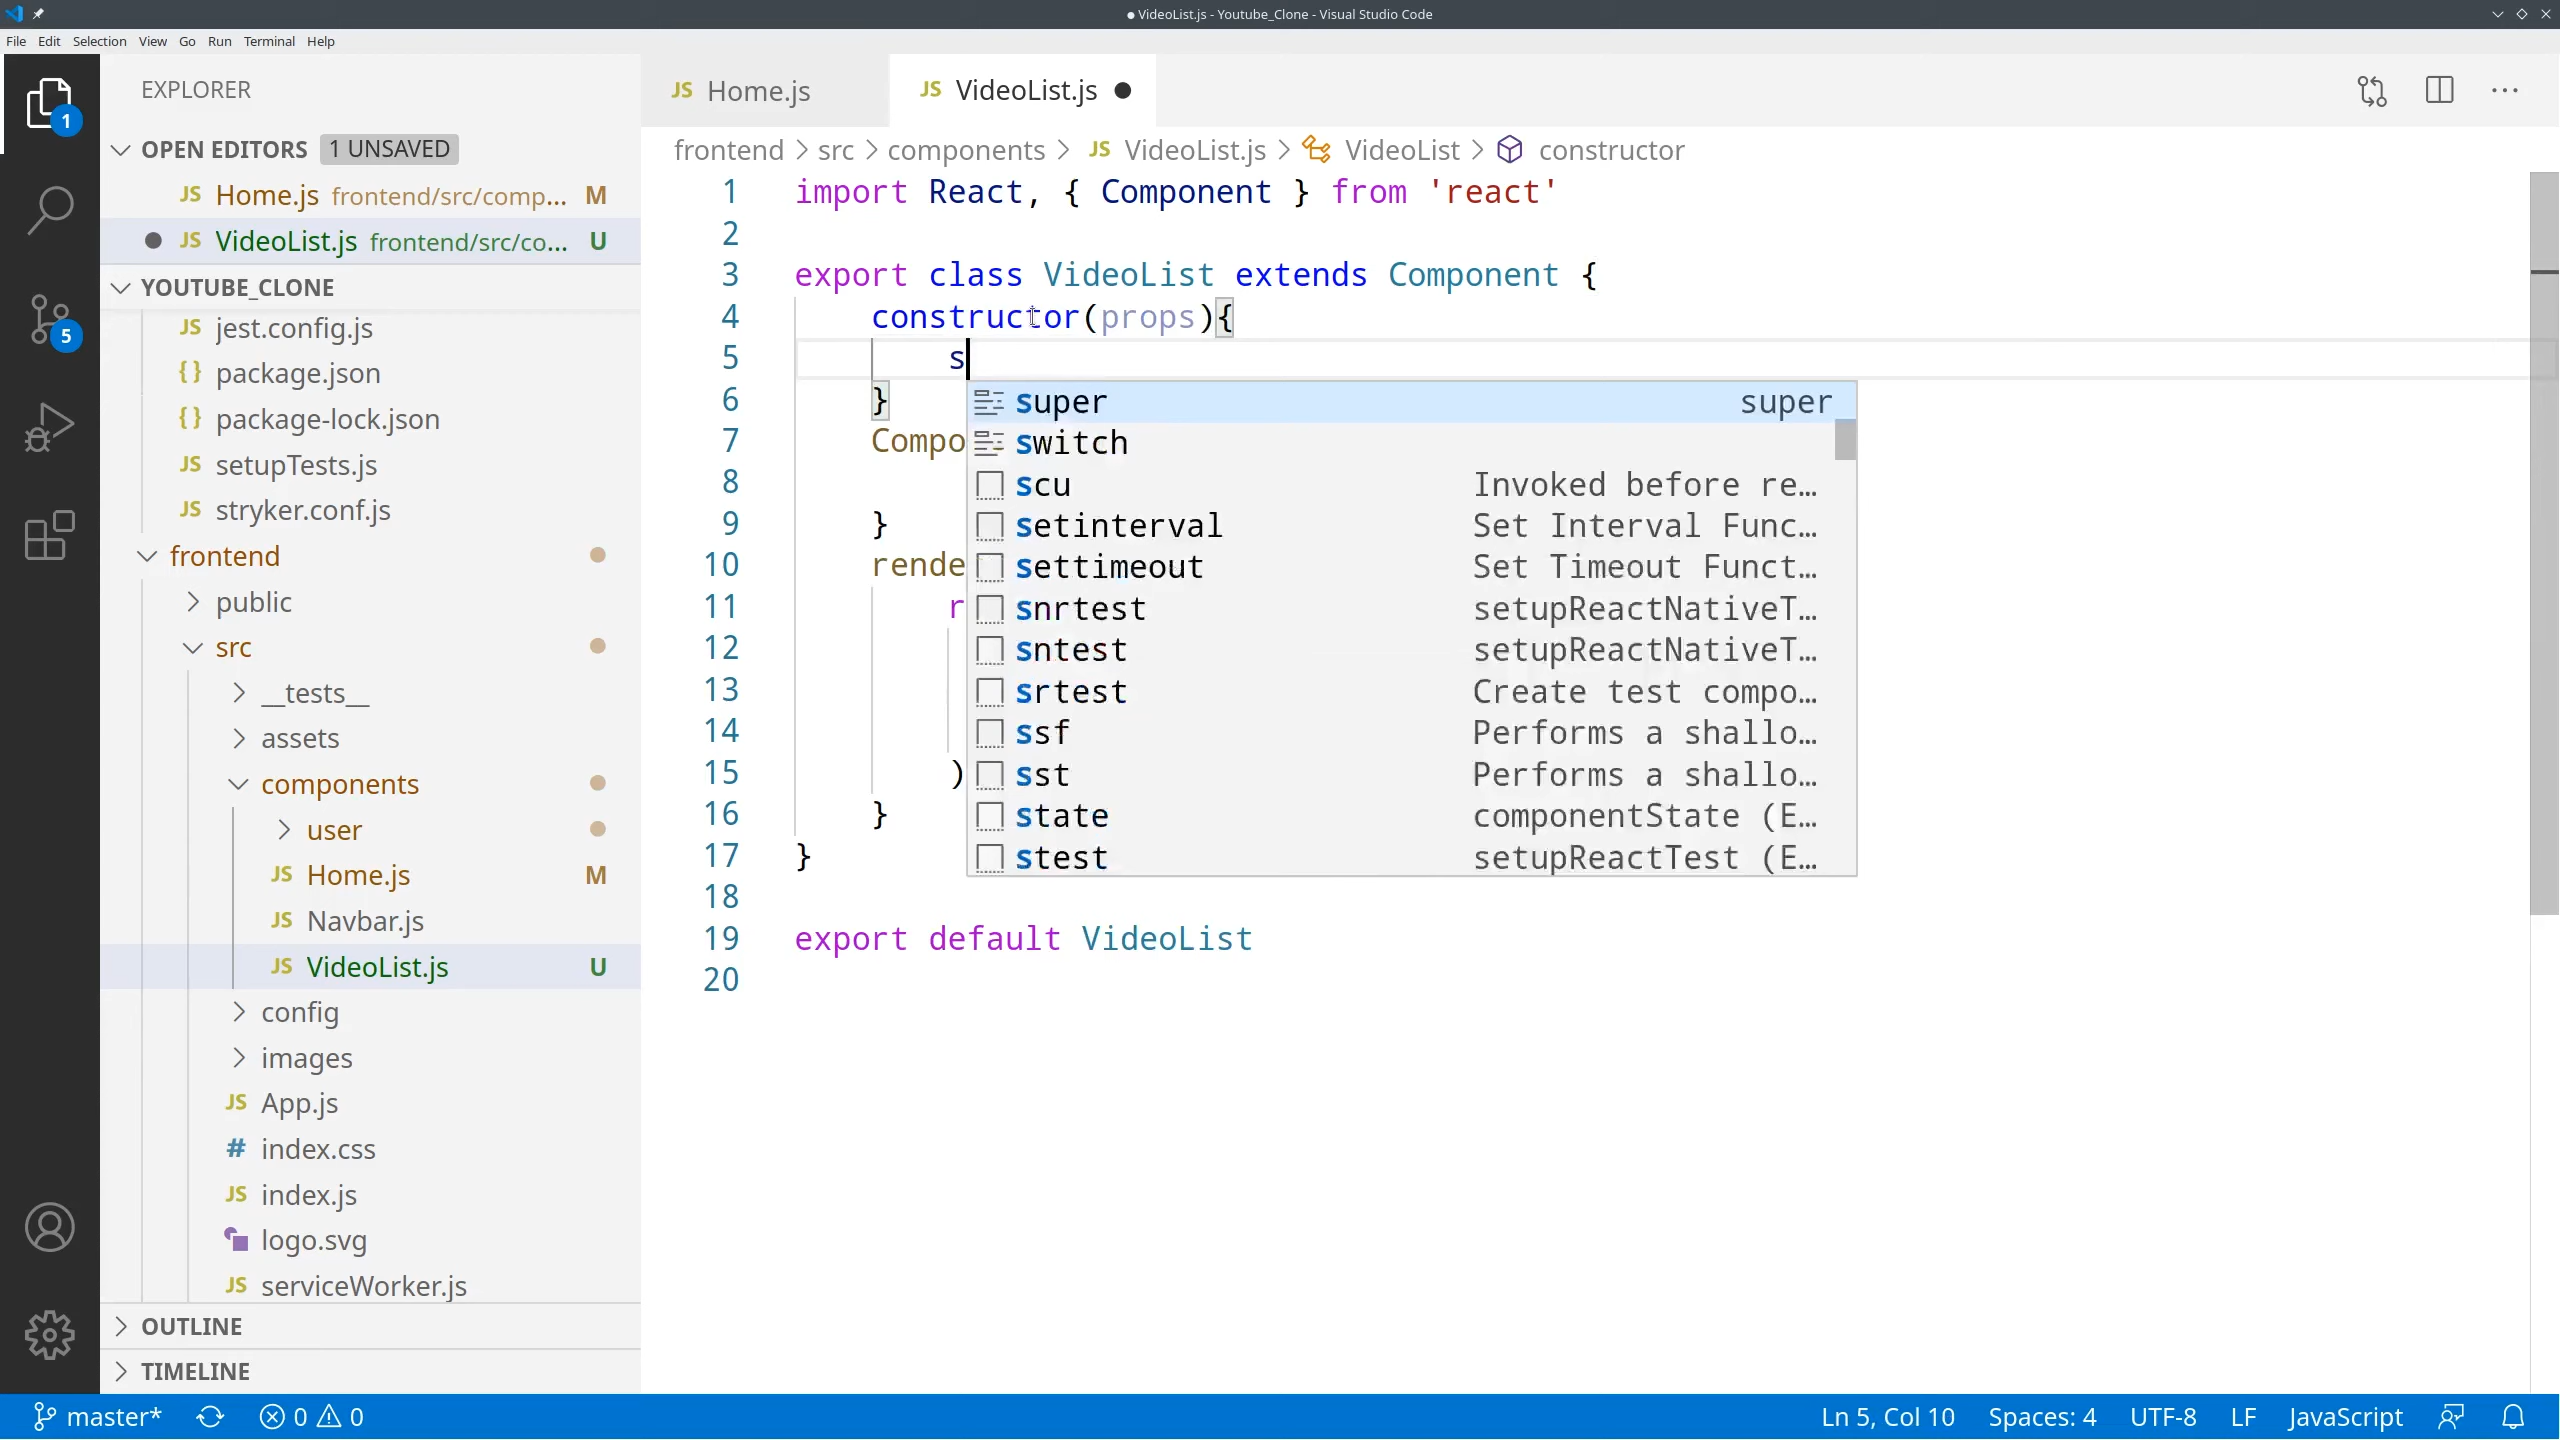 ● VideoList.js - Youtube_Clone - Visual Studio Code
File Edit Selection View Go Run Terminal Help
EXPLORER
OPEN EDITORS 1 UNSAVED
JS Home.js frontend/src/comp... M
JS VideoList.js frontend/src/co... U
YOUTUBE_CLONE
JS jest.config.js
{} package.json
{} package-lock.json
JS setupTests.js
JS stryker.conf.js
frontend
public
src
__tests__
assets
components
user
JS Home.js M
JS Navbar.js
JS VideoList.js U
config
images
JS App.js
# index.css
JS index.js
logo.svg
JS serviceWorker.js
OUTLINE
TIMELINE
1
5
JS Home.js
JS VideoList.js ●
frontend > src > components > JS VideoList.js > VideoList > constructor
1 import React, { Component } from 'react'
2
3 export class VideoList extends Component {
4 constructor(props){
5 s
6 }
7 Compo
8
9 }
10 rende
11 r
12
13
14
15 )
16 }
17 }
18
19 export default VideoList
20
super super
switch
scu Invoked before re…
setinterval Set Interval Func…
settimeout Set Timeout Funct…
snrtest setupReactNativeT…
sntest setupReactNativeT…
srtest Create test compo…
ssf Performs a shallo…
sst Performs a shallo…
state componentState (E…
stest setupReactTest (E…
master* 0 0 Ln 5, Col 10 Spaces: 4 UTF-8 LF JavaScript